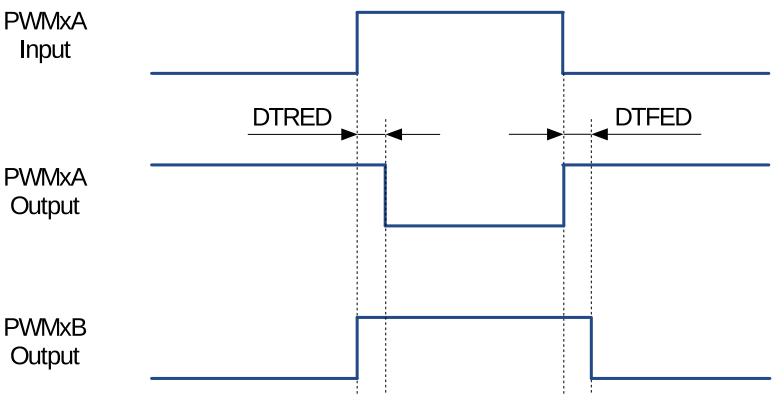 PWMxA
Input
DTRED
DTFED
PWMxA
Output
PWMxB
Output